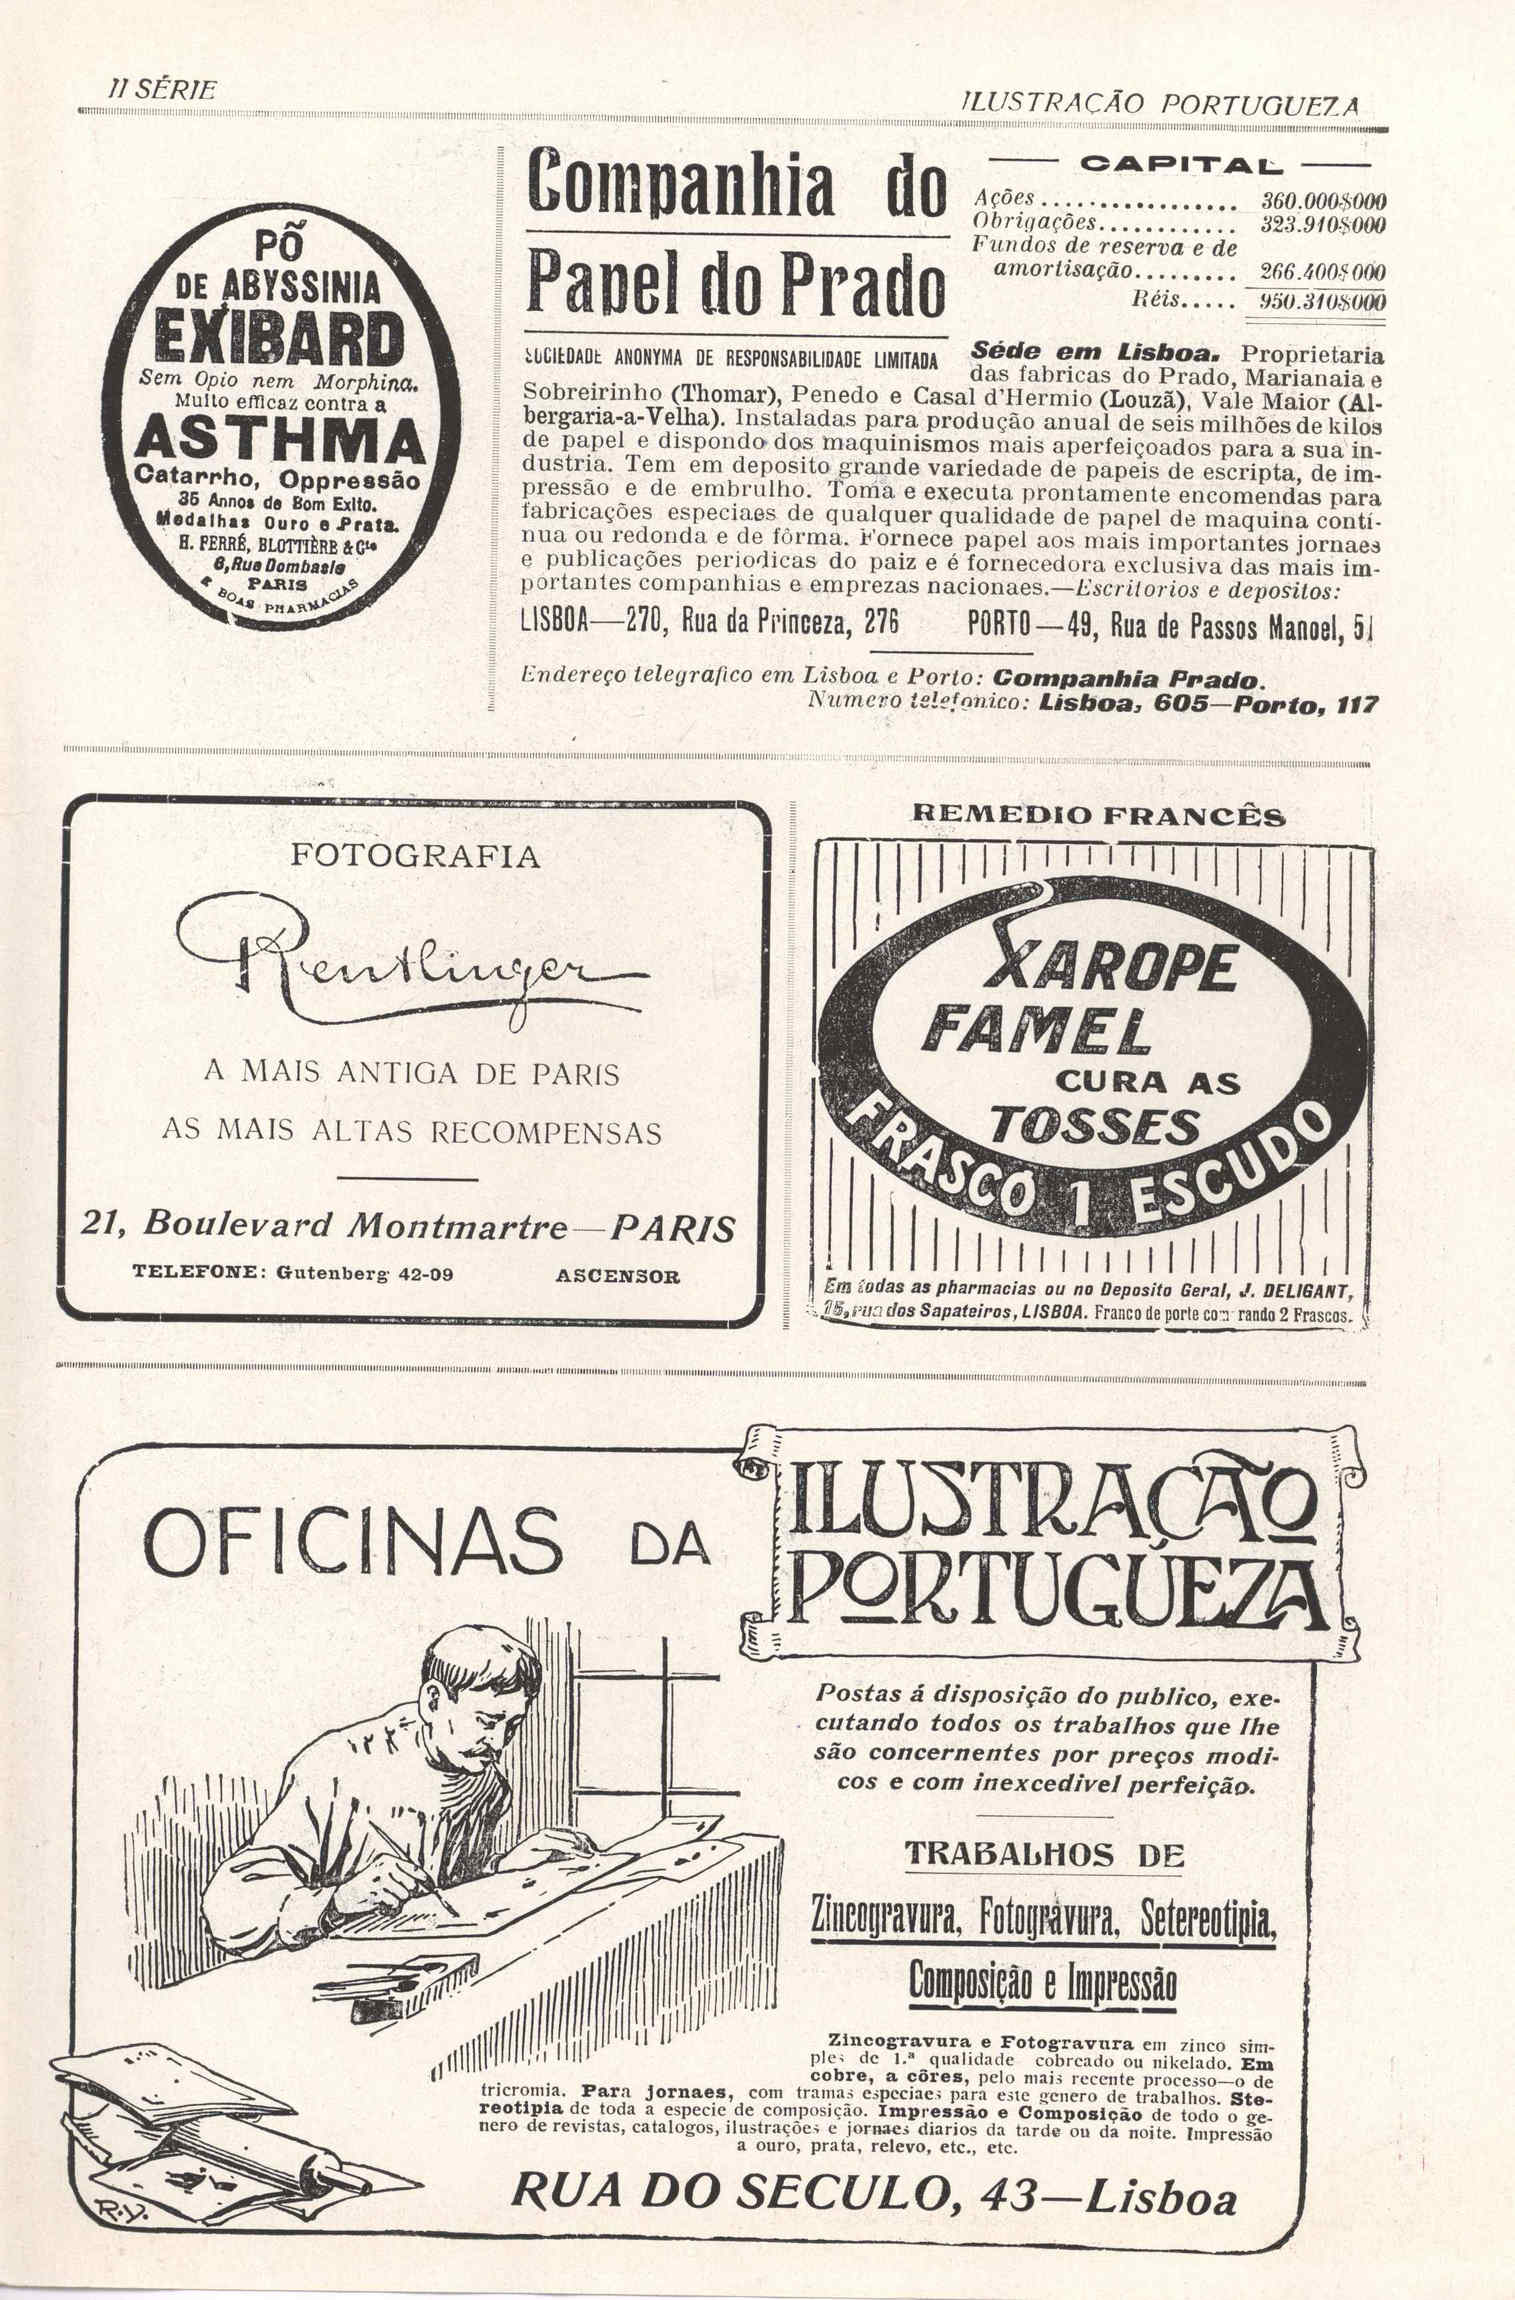 II SÉRIE
ILUSTRAÇÃO PORTUGUEZA
PÕ
DE ABYSSINIA
EXIBARD
Sem Opio nem Morphina.
Muito efficaz contra a
ASTHMA
Catarrho, Oppressão
35 Annos de Bom Exito.
Medalhas Ouro e Prata.
H. FERRÉ, BLOTTIÈRE & Cie
6, Rue Dombasle
PARIS
& BOAS PHARMACIAS
Companhia do
Papel do Prado
SOCIEDADE ANONYMA DE RESPONSABILIDADE LIMITADA
CAPITAL
Ações.................. 360.000$000
Obrigações............ 323.910$000
Fundos de reserva e de
amortisação......... 266.400$000
Réis..... 950.310$000
Séde em Lisboa. Proprietaria
das fabricas do Prado, Marianaia e
Sobreirinho (Thomar), Penedo e Casal d'Hermio (Louzã), Vale Maior (Al-
bergaria-a-Velha). Instaladas para produção anual de seis milhões de kilos
de papel e dispondo dos maquinismos mais aperfeiçoados para a sua in-
dustria. Tem em deposito grande variedade de papeis de escripta, de im-
pressão e de embrulho. Toma e executa prontamente encomendas para
fabricações especiaes de qualquer qualidade de papel de maquina conti-
nua ou redonda e de fôrma. Fornece papel aos mais importantes jornaes
e publicações periodicas do paiz e é fornecedora exclusiva das mais im-
portantes companhias e emprezas nacionaes.—Escritorios e depositos:
LISBOA—270, Rua da Princeza, 276 PORTO—49, Rua de Passos Manoel, 51
Endereço telegrafico em Lisboa e Porto: Companhia Prado.
Numero telefonico: Lisboa, 605—Porto, 117
FOTOGRAFIA
Reutlinger
A MAIS ANTIGA DE PARIS
AS MAIS ALTAS RECOMPENSAS
21, Boulevard Montmartre—PARIS
TELEFONE: Gutenberg 42-09 ASCENSOR
REMEDIO FRANCÊS
XAROPE
FAMEL
CURA AS
TOSSES
FRASCO 1 ESCUDO
Em todas as pharmacias ou no Deposito Geral, J. DELIGANT,
15, rua dos Sapateiros, LISBOA. Franco de porte comprando 2 Frascos.
OFICINAS DA
ILUSTRAÇÃO
PORTUGUEZA
Postas á disposição do publico, exe-
cutando todos os trabalhos que lhe
são concernentes por preços modi-
cos e com inexcedivel perfeição.
TRABALHOS DE
Zincogravura, Fotogravura, Setereotipia,
Composição e Impressão
Zincogravura e Fotogravura em zinco sim-
ples de 1.ª qualidade cobreado ou nikelado. Em
cobre, a côres, pelo mais recente processo—o de
tricromia. Para jornaes, com tramas especiaes para este genero de trabalhos. Ste-
reotipia de toda a especie de composição. Impressão e Composição de todo o ge-
nero de revistas, catalogos, ilustrações e jornaes diarios da tarde ou da noite. Impressão
a ouro, prata, relevo, etc., etc.
RUA DO SECULO, 43—Lisboa
R.V.